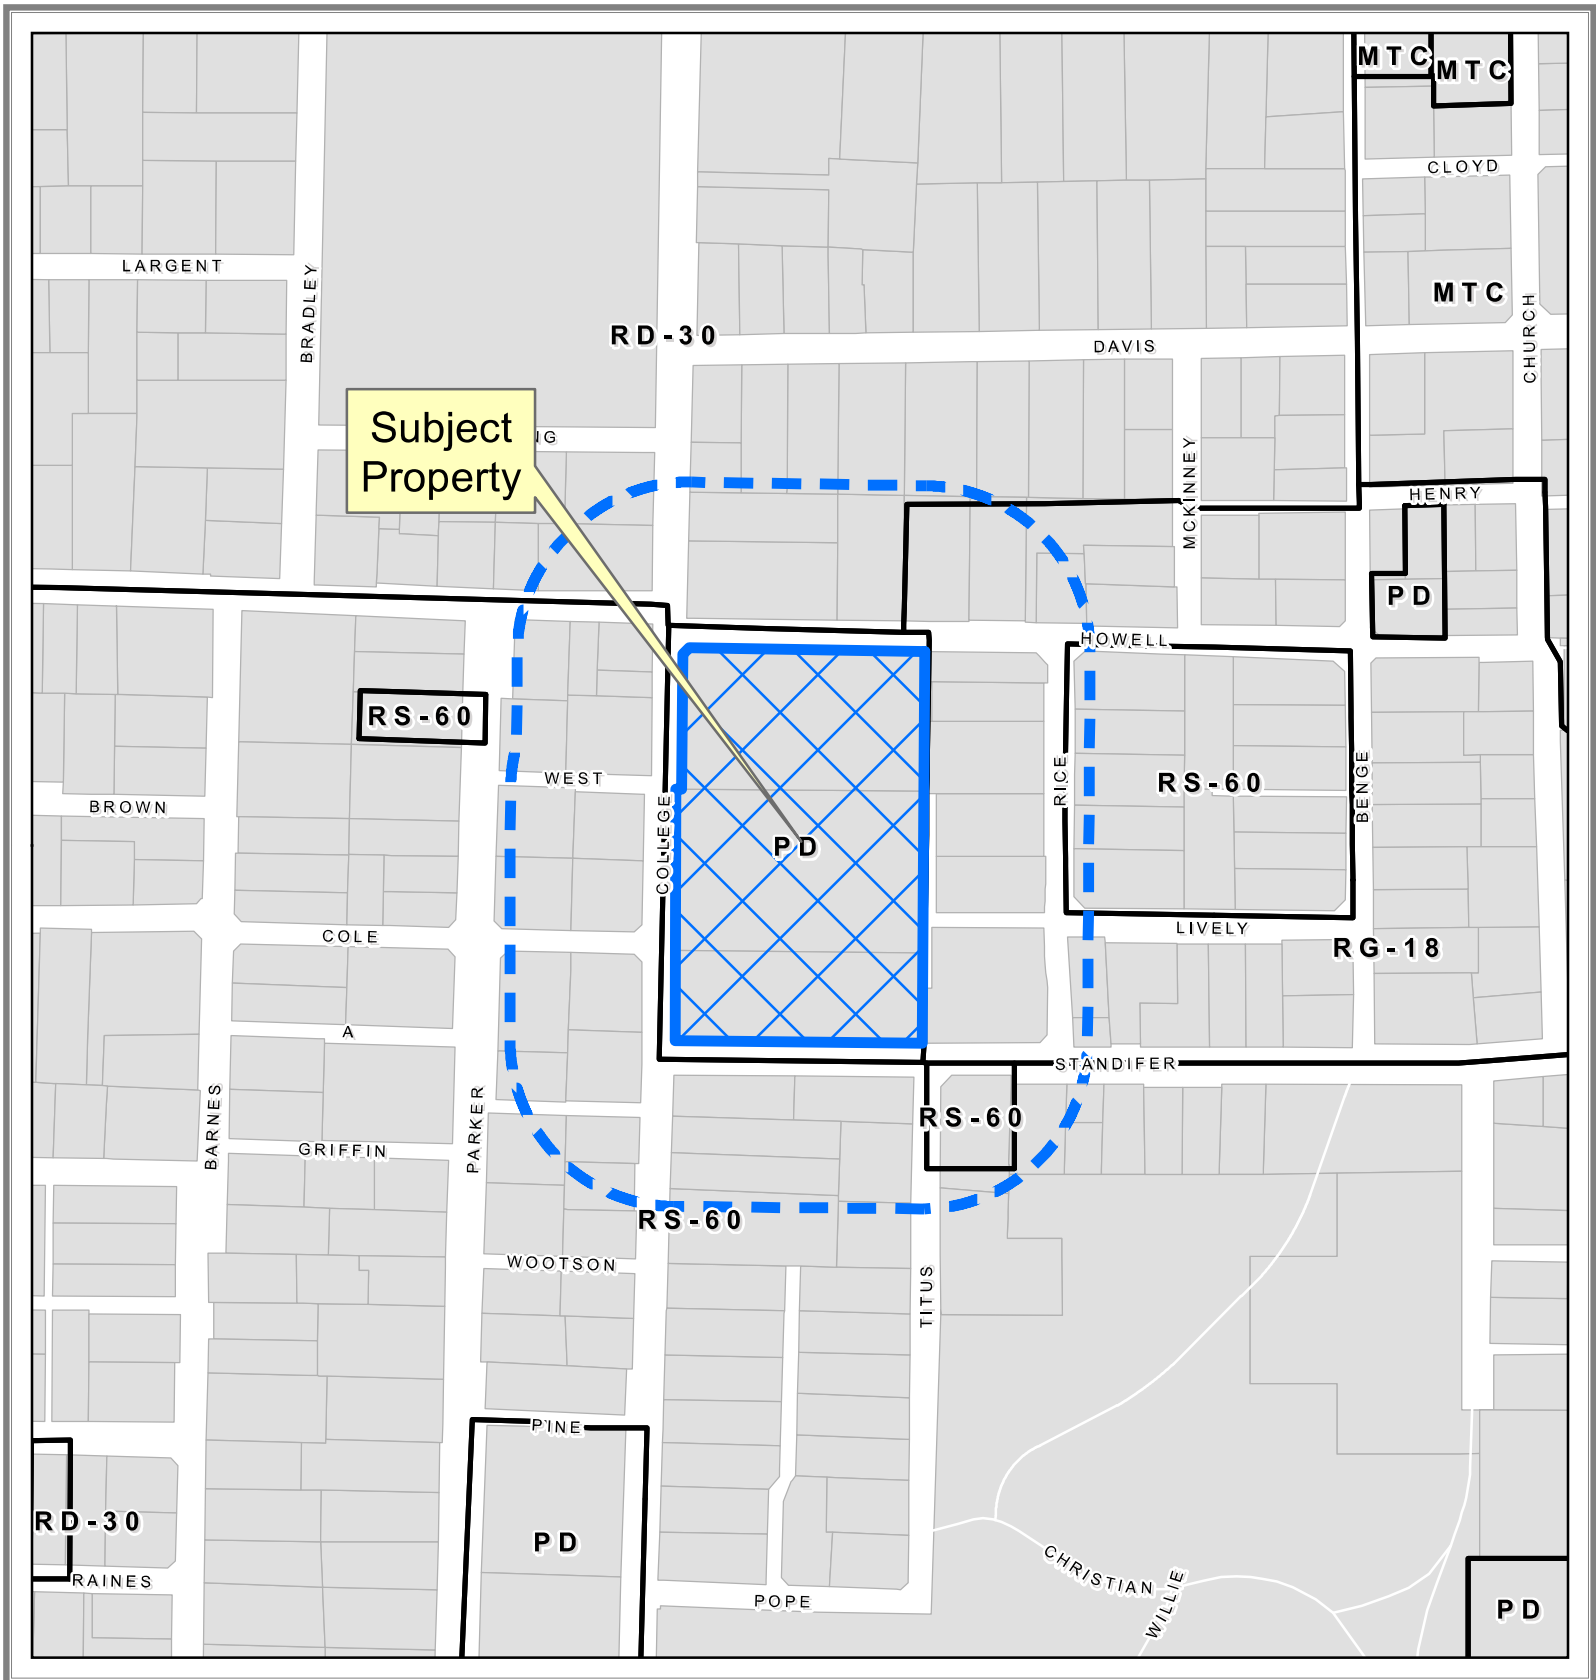 MTC
MTC
CLOYD
LARGENT
BRADLEY
MTC
CHURCH
RD-30
DAVIS
Subject
Property
NG
MCKINNEY
HENRY
PD
HOWELL
RS-60
WEST
COLLEGE
RICE
RS-60
BENGE
BROWN
PD
COLE
LIVELY
RG-18
A
STANDIFER
BARNES
PARKER
RS-60
GRIFFIN
RS-60
WOOTSON
TITUS
PINE
RD-30
PD
CHRISTIAN
WILLIE
RAINES
POPE
PD